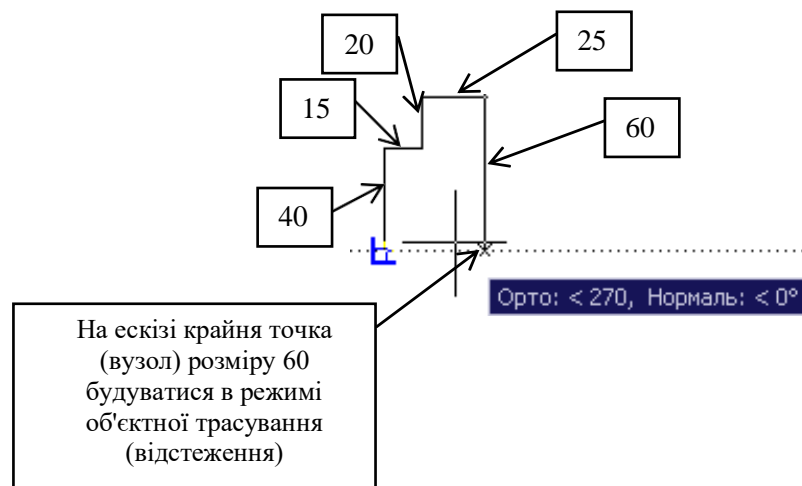 20
25
15
60
40
Орто: < 270, Нормаль: < 0°
На ескізі крайня точка
(вузол) розміру 60
будуватися в режимі
об'єктної трасування
(відстеження)